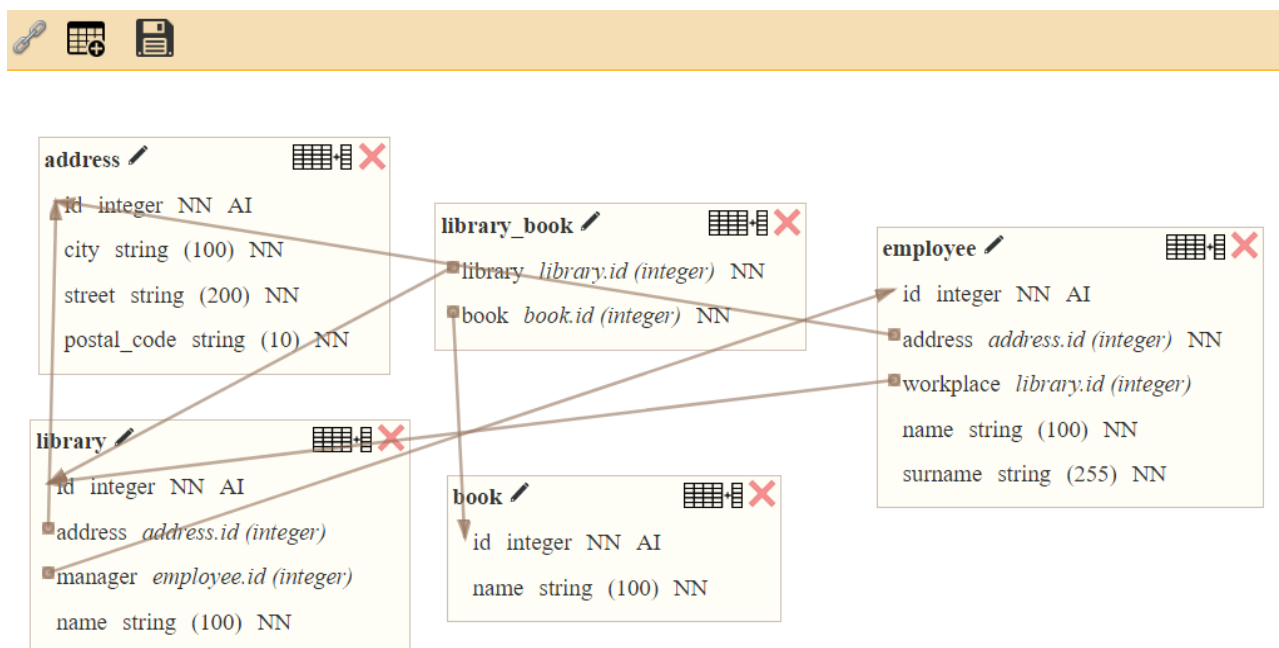 address
id integer NN AI
city string (100) NN
street string (200) NN
postal_code string (10) NN
library_book
library library.id (integer) NN
book book.id (integer) NN
employee
id integer NN AI
address address.id (integer) NN
workplace library.id (integer)
name string (100) NN
surname string (255) NN
library
id integer NN AI
address address.id (integer)
manager employee.id (integer)
name string (100) NN
book
id integer NN AI
name string (100) NN